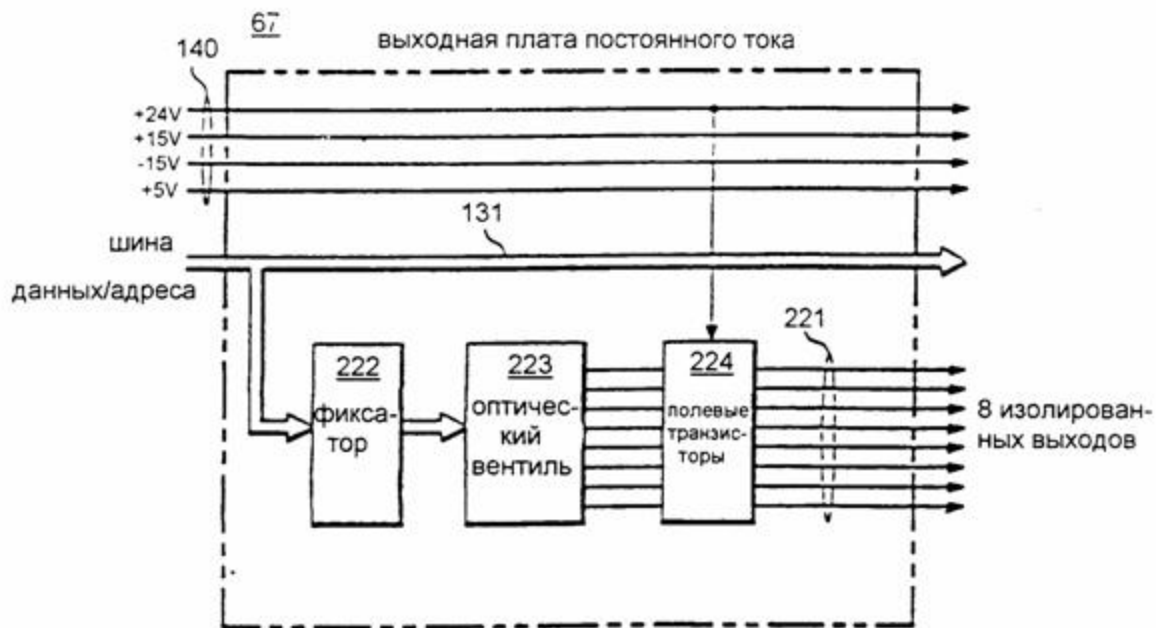 67
выходная плата постоянного тока
140
+24V
+15V
-15V
+5V
131
шина
данных/адреса
221
222
фикса-
тор
223
оптичес-
кий
вентиль
224
полевые
транзис-
торы
8 изолирован-
ных выходов